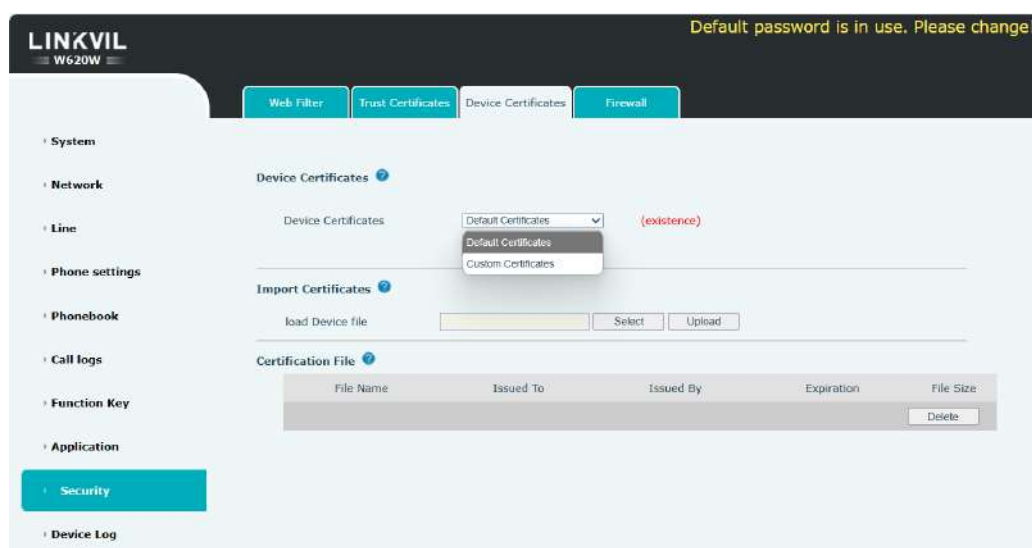 Default password is in use. Please change
LINKVIL
W620W
Web Filter
Trust Certificates
Device Certificates
Firewall
System
Network
Line
Phone settings
Phonebook
Call logs
Function Key
Application
Security
Device Log
Device Certificates ?
Device Certificates Default Certificates (existence)
Default Certificates
Custom Certificates
Import Certificates ?
load Device file Select Upload
Certification File ?
File Name Issued To Issued By Expiration File Size
Delete